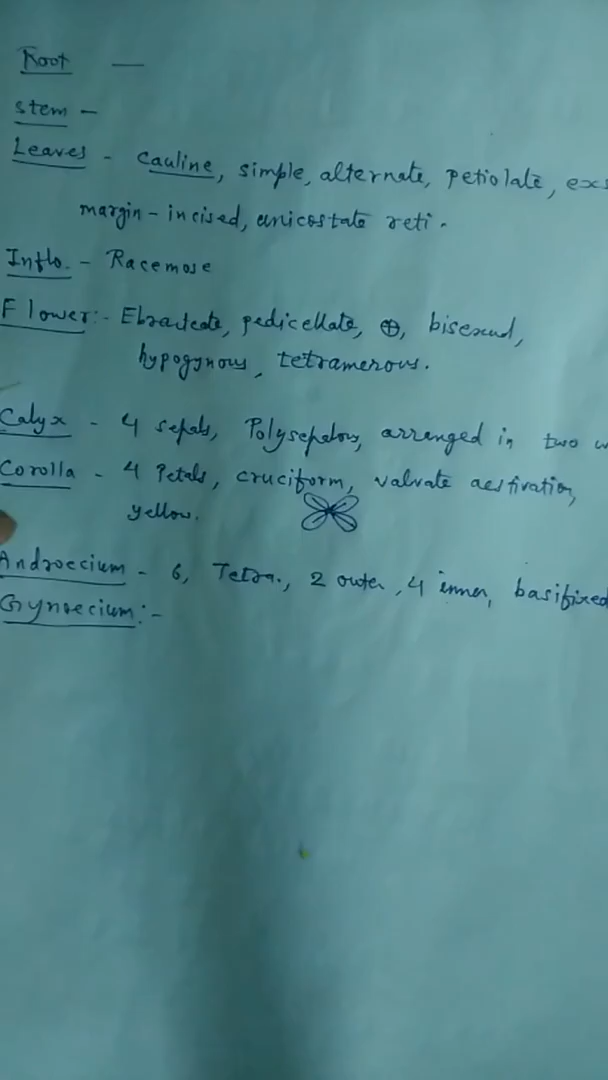 Root —
Stem -
Leaves - cauline, simple, alternate, petiolate, exs
margin - incised, unicostate reti.
Inflo. - Racemose
Flower:- Ebracteate, pedicellate, ⊕, bisexual,
hypogynous, tetramerous.
Calyx - 4 sepals, Polysepalous, arranged in two w
Corolla - 4 Petals, cruciform, valvate aestivation,
yellow.
Androecium - 6, Tetra., 2 outer, 4 inner, basifixed
Gynoecium:-